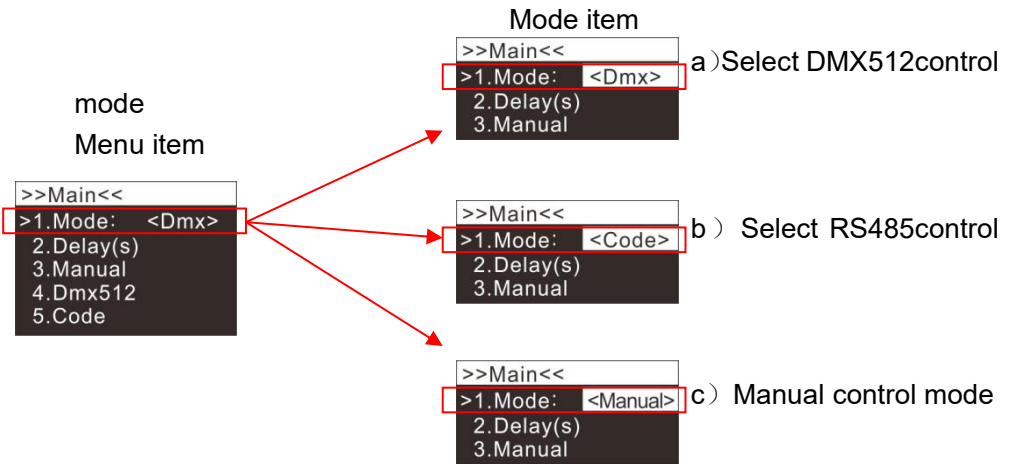 Mode item
>>Main<<
>1.Mode: <Dmx>
2.Delay(s)
3.Manual
a）Select DMX512control
mode
Menu item
>>Main<<
>1.Mode: <Dmx>
2.Delay(s)
3.Manual
4.Dmx512
5.Code
>>Main<<
>1.Mode: <Code>
2.Delay(s)
3.Manual
b） Select RS485control
>>Main<<
>1.Mode: <Manual>
2.Delay(s)
3.Manual
c） Manual control mode